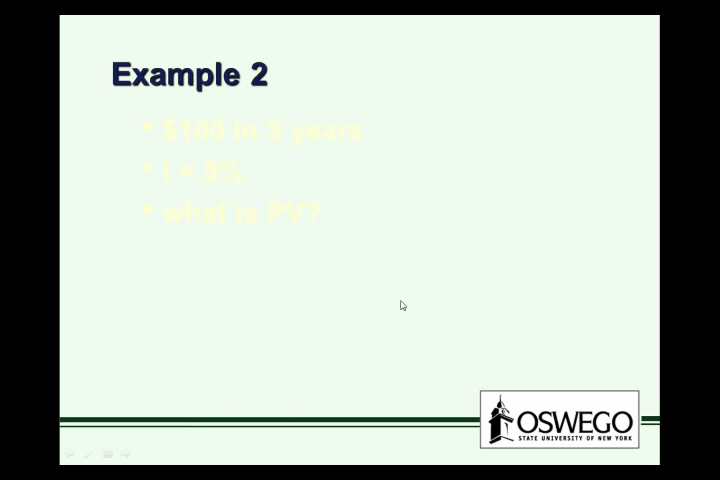 Example 2
• $100 in 3 years
• i = 5%
• what is PV?
OSWEGO
STATE UNIVERSITY OF NEW YORK